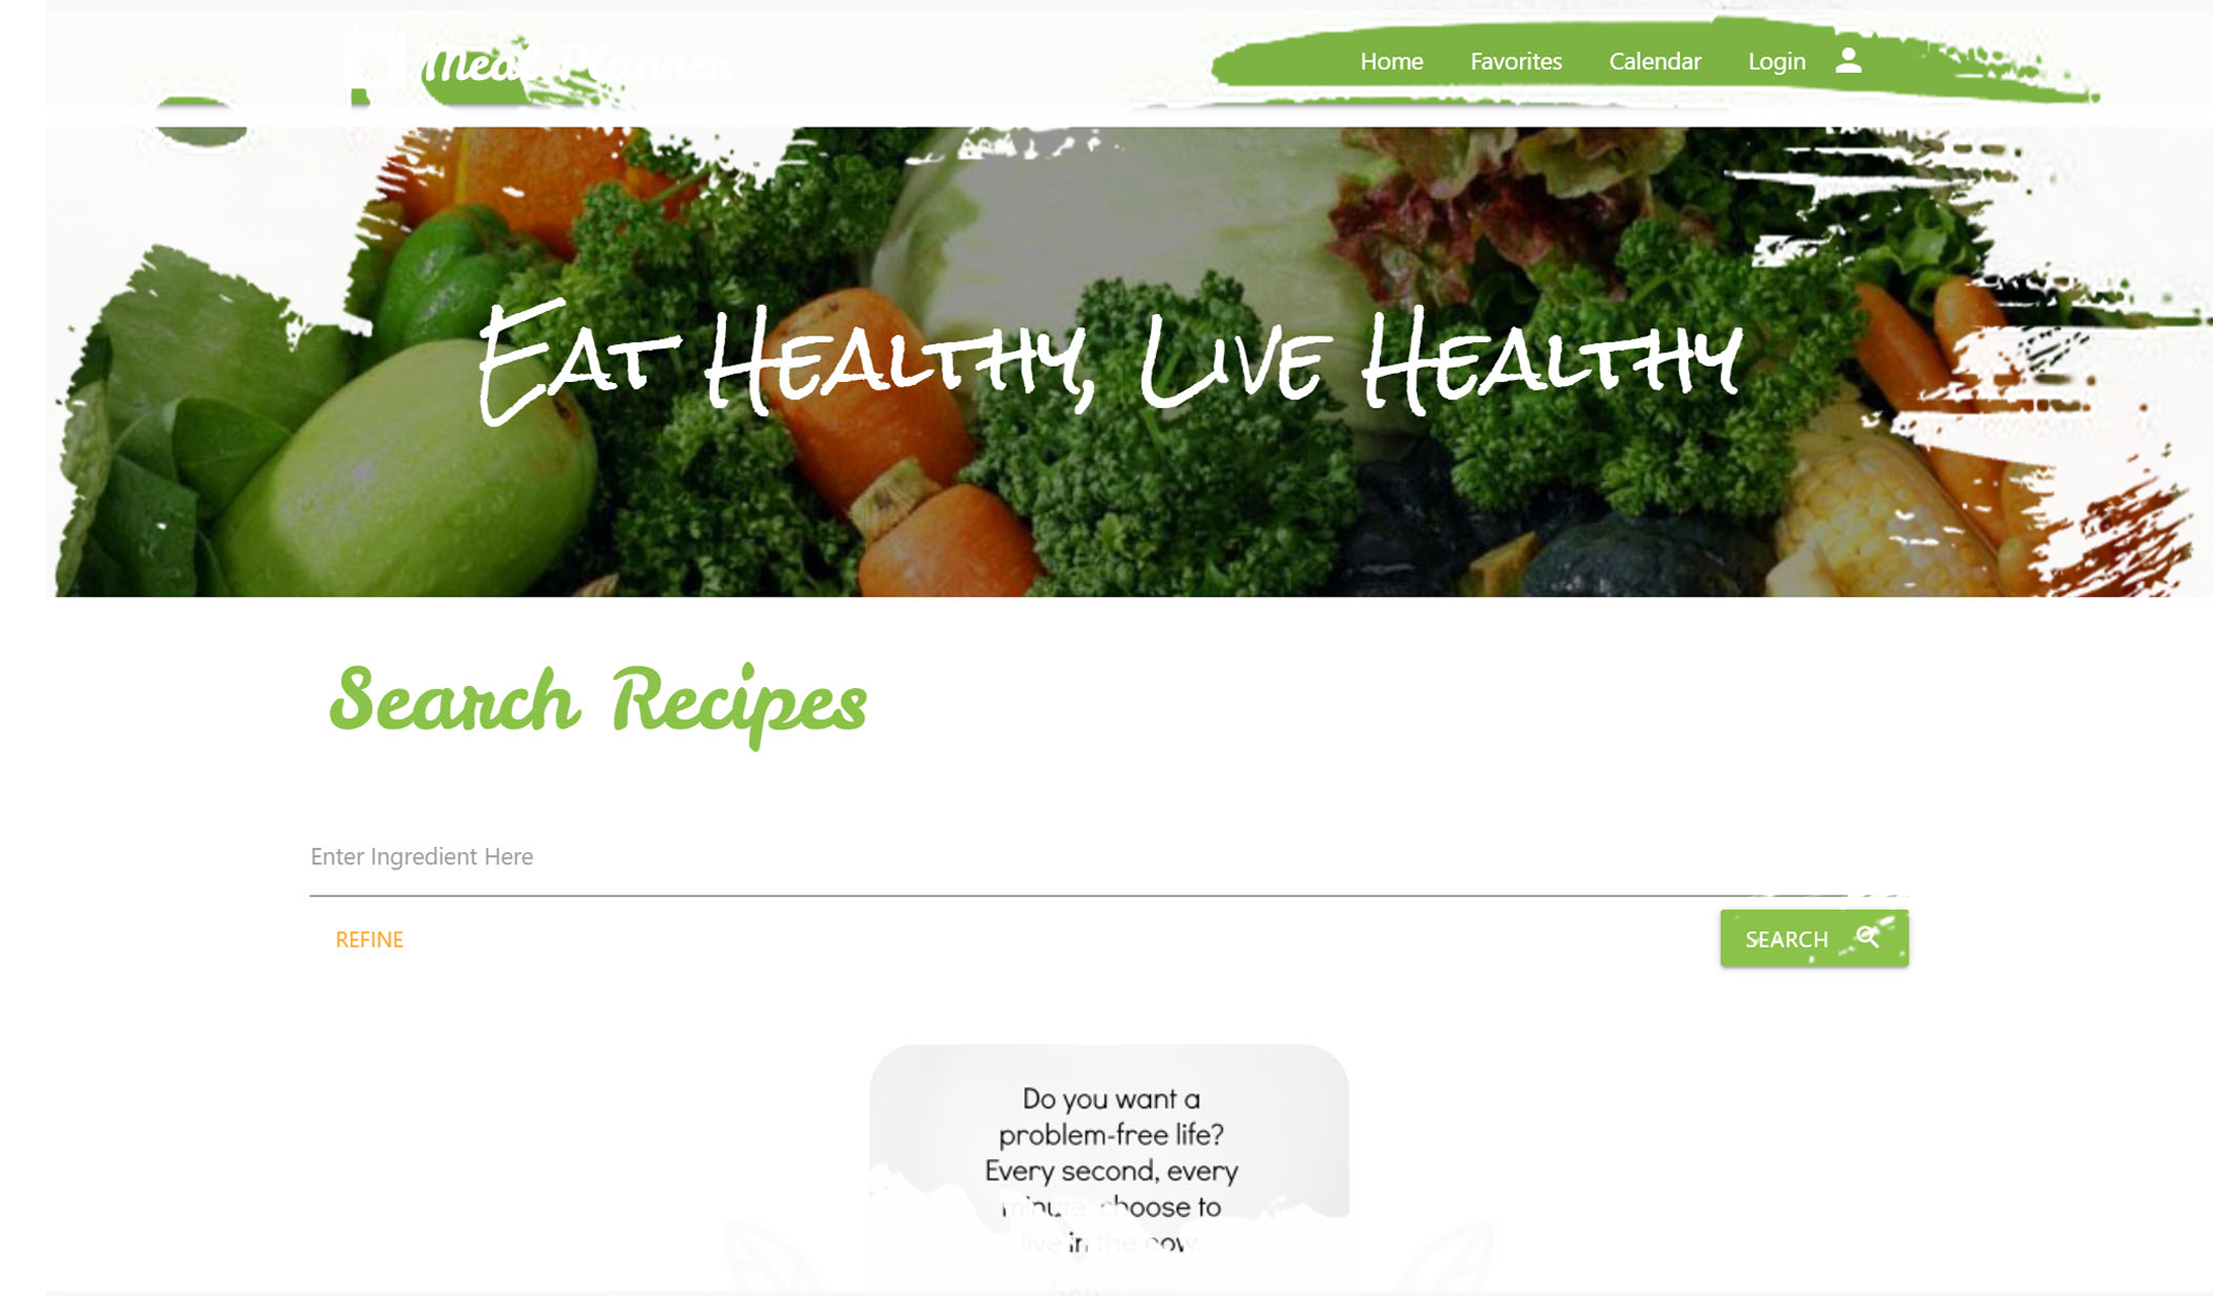 Meal Planner
Home Favorites Calendar Login
Eat Healthy, Live Healthy
Search Recipes
Enter Ingredient Here
REFINE
SEARCH
Do you want a
problem-free life?
Every second, every
minute, choose to
live in the now.